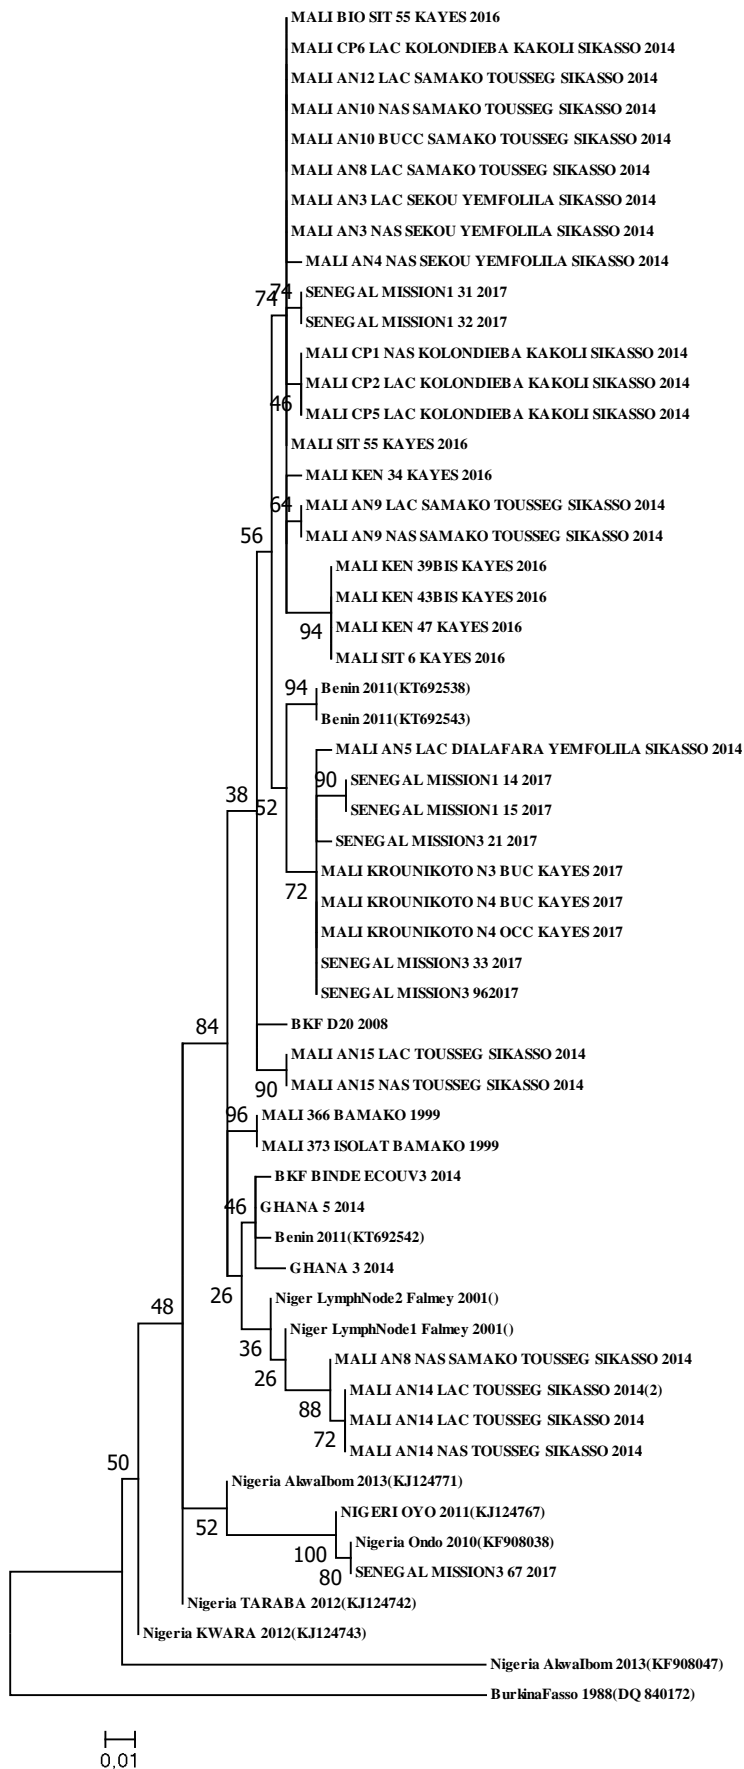 MALI BIO SIT 55 KAYES 2016
MALI CP6 LAC KOLONDIEBA KAKOLI SIKASSO 2014
MALI AN12 LAC SAMAKO TOUSSEG SIKASSO 2014
MALI AN10 NAS SAMAKO TOUSSEG SIKASSO 2014
MALI AN10 BUCC SAMAKO TOUSSEG SIKASSO 2014
MALI AN8 LAC SAMAKO TOUSSEG SIKASSO 2014
MALI AN3 LAC SEKOU YEMFOLILA SIKASSO 2014
MALI AN3 NAS SEKOU YEMFOLILA SIKASSO 2014
MALI AN4 NAS SEKOU YEMFOLILA SIKASSO 2014
74
74
SENEGAL MISSION1 31 2017
SENEGAL MISSION1 32 2017
MALI CP1 NAS KOLONDIEBA KAKOLI SIKASSO 2014
MALI CP2 LAC KOLONDIEBA KAKOLI SIKASSO 2014
46
MALI CP5 LAC KOLONDIEBA KAKOLI SIKASSO 2014
MALI SIT 55 KAYES 2016
MALI KEN 34 KAYES 2016
64
MALI AN9 LAC SAMAKO TOUSSEG SIKASSO 2014
MALI AN9 NAS SAMAKO TOUSSEG SIKASSO 2014
56
MALI KEN 39BIS KAYES 2016
MALI KEN 43BIS KAYES 2016
MALI KEN 47 KAYES 2016
94
MALI SIT 6 KAYES 2016
94
Benin 2011(KT692538)
Benin 2011(KT692543)
MALI AN5 LAC DIALAFARA YEMFOLILA SIKASSO 2014
90
SENEGAL MISSION1 14 2017
38
52
SENEGAL MISSION1 15 2017
SENEGAL MISSION3 21 2017
MALI KROUNIKOTO N3 BUC KAYES 2017
72
MALI KROUNIKOTO N4 BUC KAYES 2017
MALI KROUNIKOTO N4 OCC KAYES 2017
SENEGAL MISSION3 33 2017
SENEGAL MISSION3 962017
84
BKF D20 2008
MALI AN15 LAC TOUSSEG SIKASSO 2014
90
MALI AN15 NAS TOUSSEG SIKASSO 2014
96
MALI 366 BAMAKO 1999
MALI 373 ISOLAT BAMAKO 1999
BKF BINDE ECOUV3 2014
46
GHANA 5 2014
Benin 2011(KT692542)
GHANA 3 2014
26
48
Niger LymphNode2 Falmey 2001()
Niger LymphNode1 Falmey 2001()
36
MALI AN8 NAS SAMAKO TOUSSEG SIKASSO 2014
26
MALI AN14 LAC TOUSSEG SIKASSO 2014(2)
88
MALI AN14 LAC TOUSSEG SIKASSO 2014
72
MALI AN14 NAS TOUSSEG SIKASSO 2014
50
Nigeria AkwaIbom 2013(KJ124771)
NIGERI OYO 2011(KJ124767)
52
Nigeria Ondo 2010(KF908038)
100
SENEGAL MISSION3 67 2017
80
Nigeria TARABA 2012(KJ124742)
Nigeria KWARA 2012(KJ124743)
Nigeria AkwaIbom 2013(KF908047)
BurkinaFasso 1988(DQ 840172)
0,01